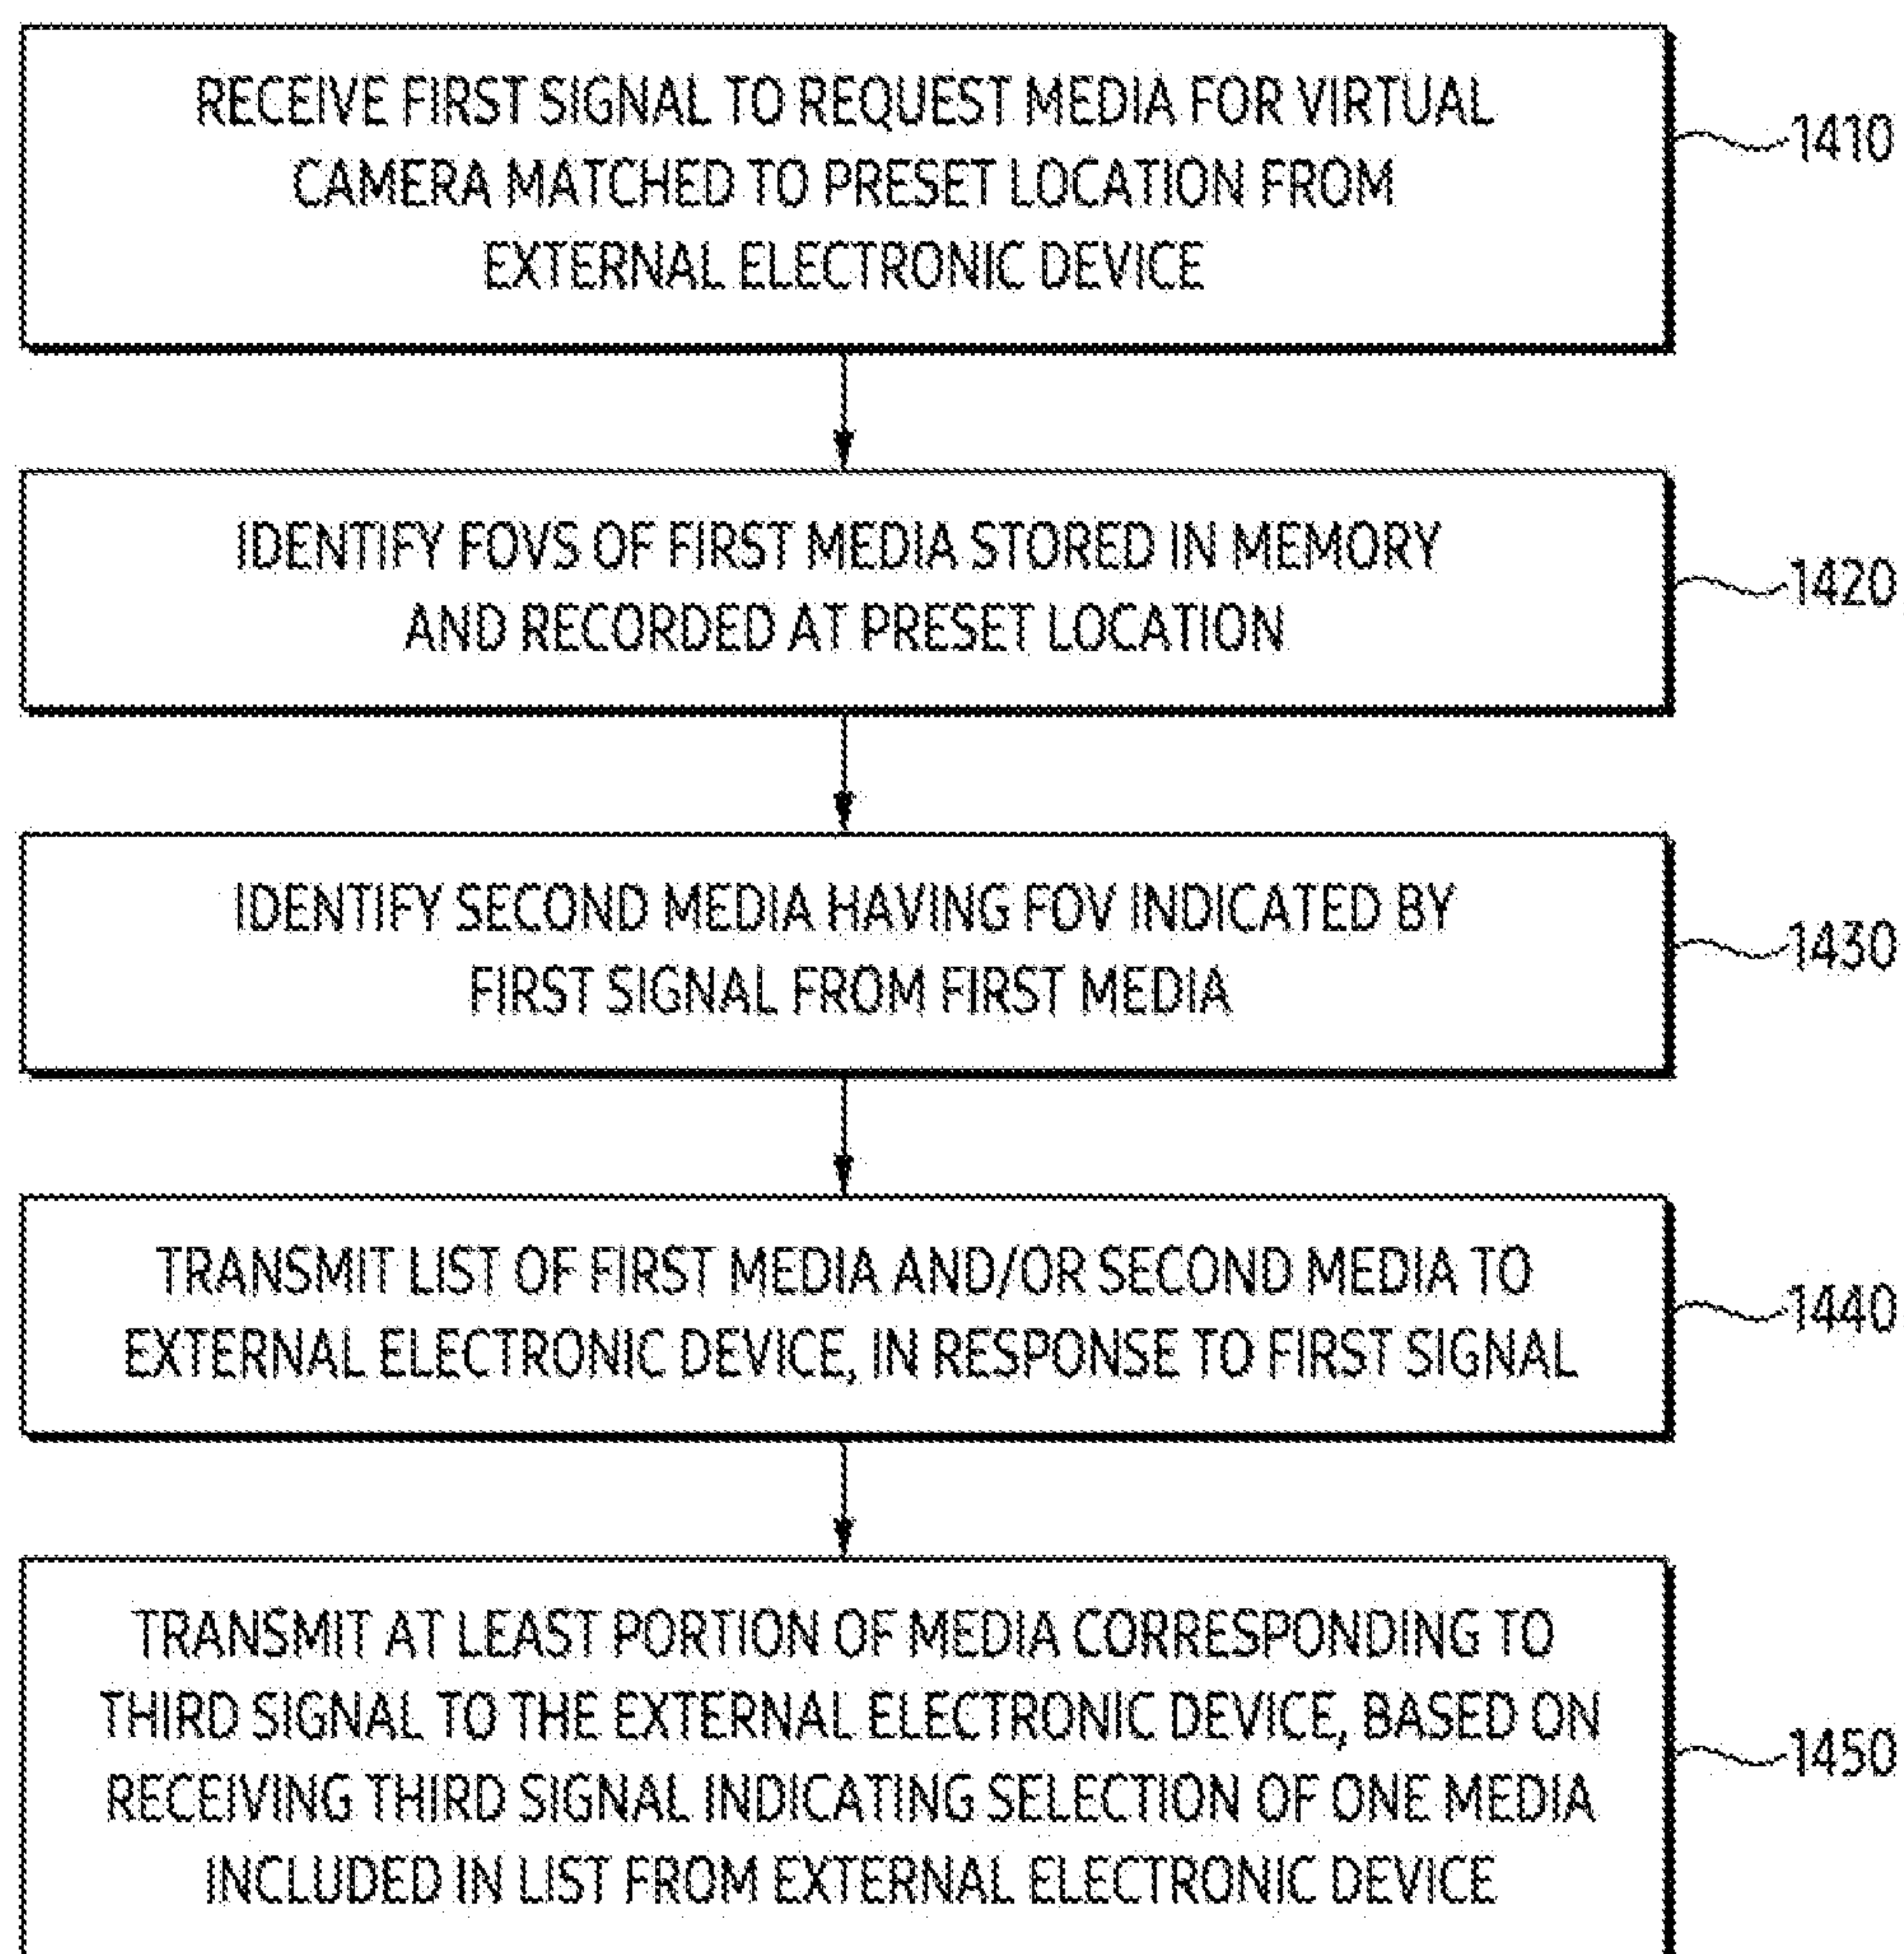 RECEIVE FIRST SIGNAL TO REQUEST MEDIA FOR VIRTUAL
CAMERA MATCHED TO PRESET LOCATION FROM
EXTERNAL ELECTRONIC DEVICE
1410
IDENTIFY FOVS OF FIRST MEDIA STORED IN MEMORY
AND RECORDED AT PRESET LOCATION
1420
IDENTIFY SECOND MEDIA HAVING FOV INDICATED BY
FIRST SIGNAL FROM FIRST MEDIA
1430
TRANSMIT LIST OF FIRST MEDIA AND/OR SECOND MEDIA TO
EXTERNAL ELECTRONIC DEVICE, IN RESPONSE TO FIRST SIGNAL
1440
TRANSMIT AT LEAST PORTION OF MEDIA CORRESPONDING TO
THIRD SIGNAL TO THE EXTERNAL ELECTRONIC DEVICE, BASED ON
RECEIVING THIRD SIGNAL INDICATING SELECTION OF ONE MEDIA
INCLUDED IN LIST FROM EXTERNAL ELECTRONIC DEVICE
1450